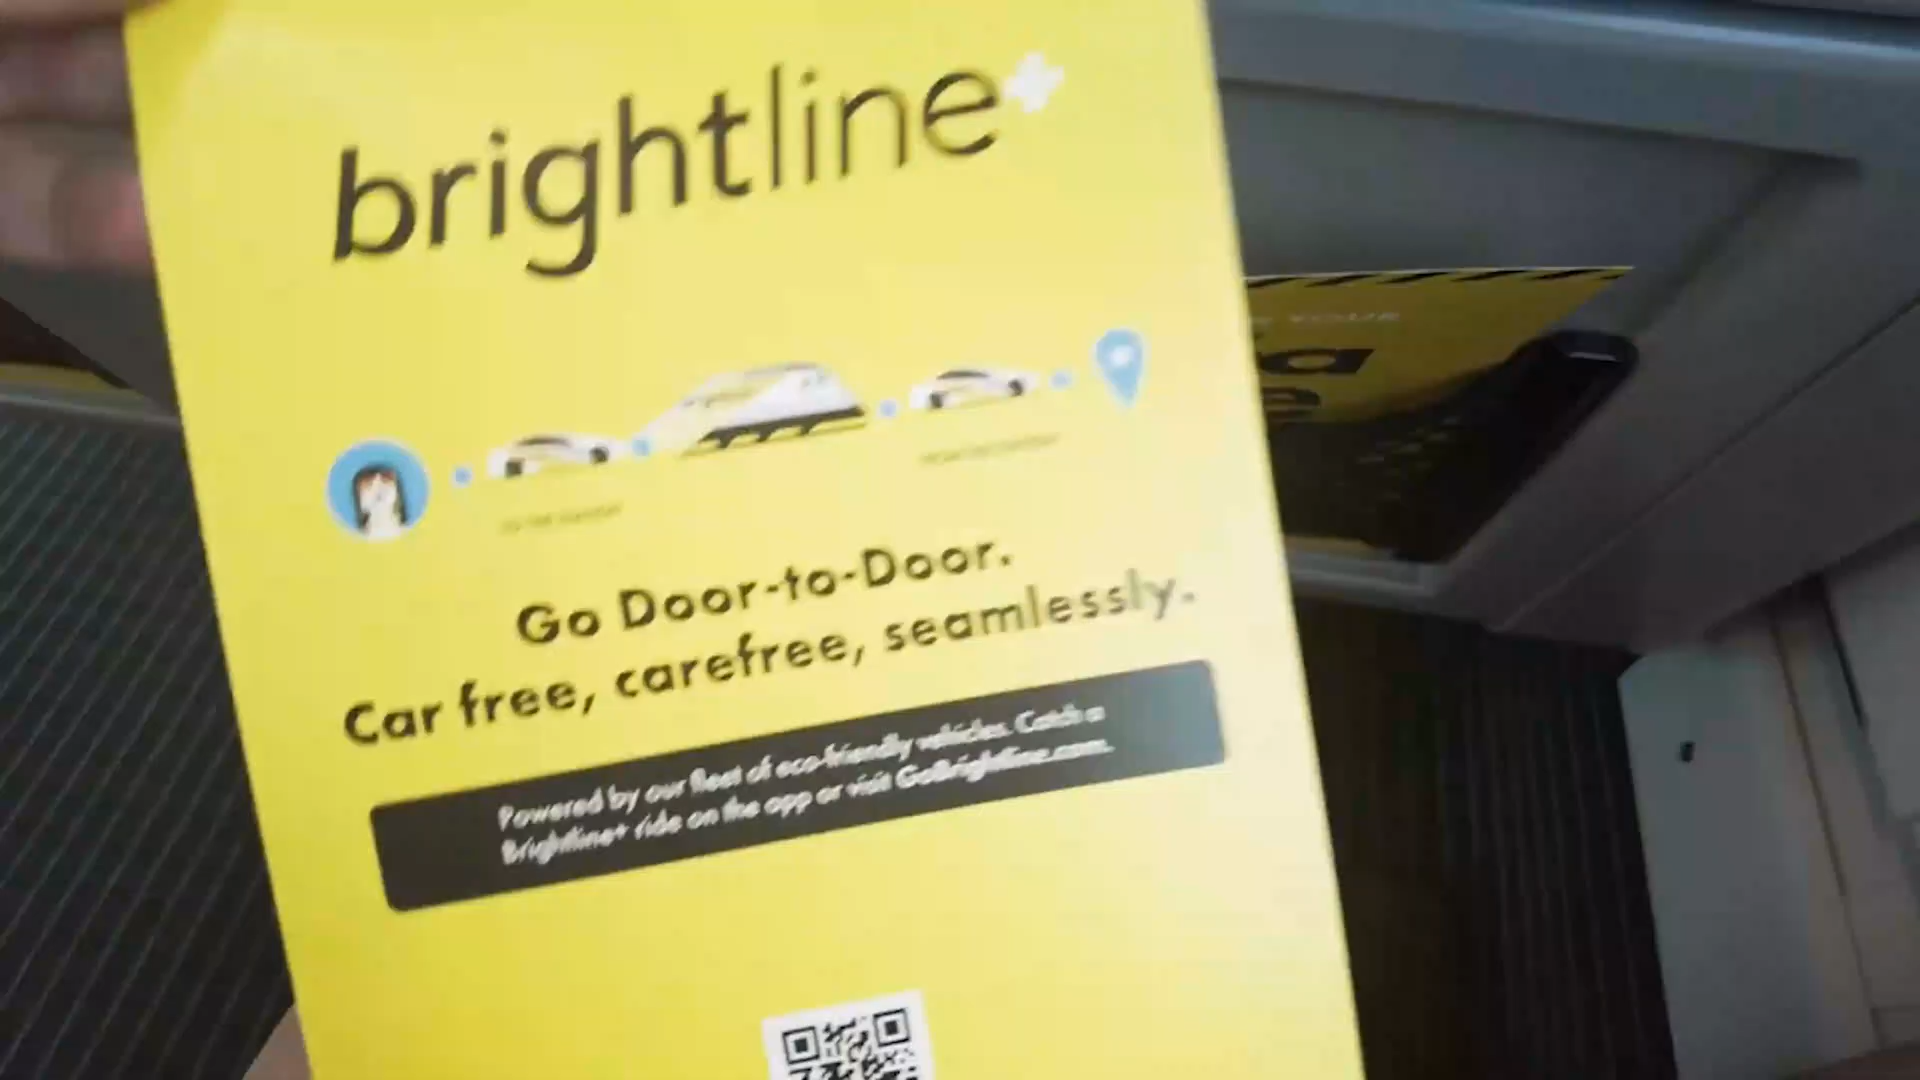 brightline+
Go Door-to-Door.
Car free, carefree, seamlessly.
Powered by our fleet of eco-friendly vehicles. Catch a
Brightline+ ride on the app or visit GoBrightline.com.
YOUR